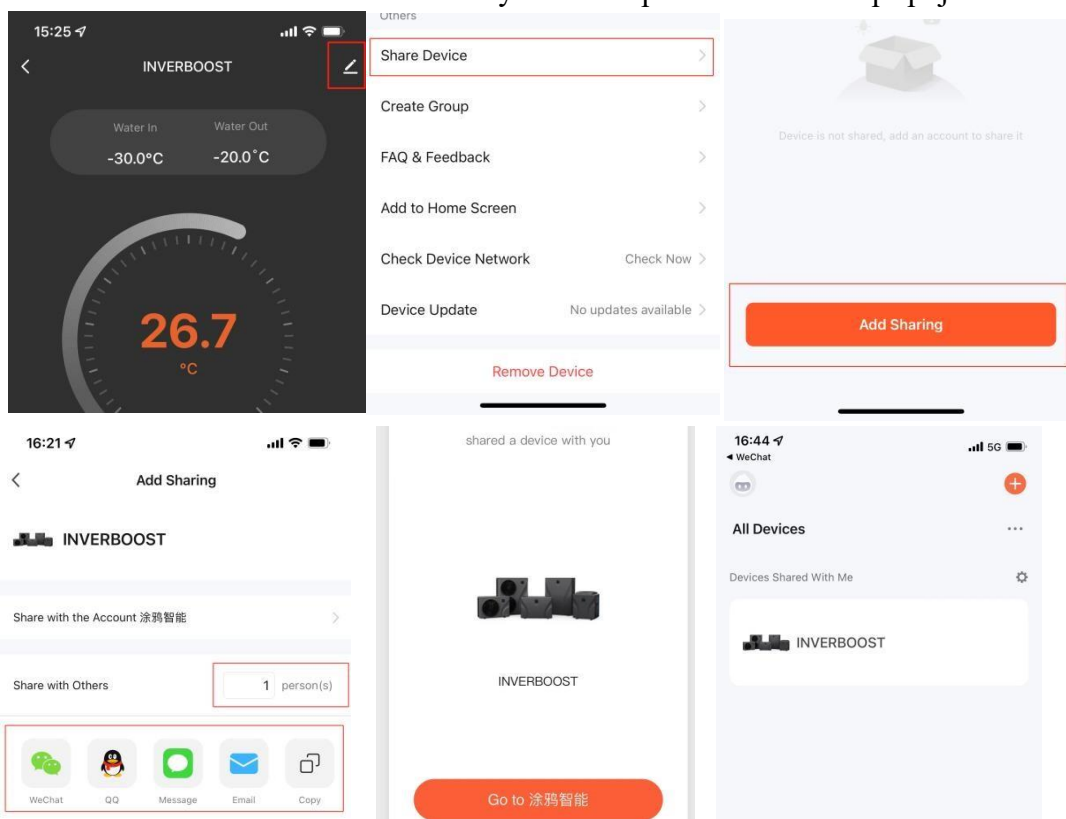 15:25
INVERBOOST
Water In Water Out
-30.0°C -20.0°C
26.7
°C
Others
Share Device
Create Group
FAQ & Feedback
Add to Home Screen
Check Device Network Check Now
Device Update No updates available
Remove Device
Device is not shared, add an account to share it
Add Sharing
16:21
Add Sharing
INVERBOOST
Share with the Account 涂鸦智能
Share with Others 1 person(s)
WeChat QQ Message Email Copy
shared a device with you
INVERBOOST
Go to 涂鸦智能
16:44
WeChat
5G
All Devices
Devices Shared With Me
INVERBOOST